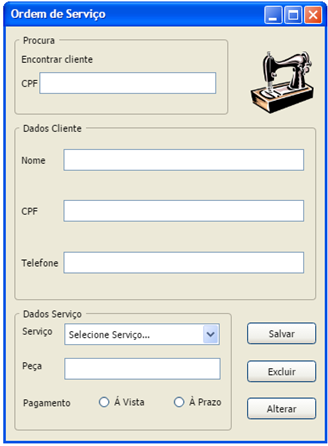 Ordem de Serviço
Procura
Encontrar cliente
CPF
Dados Cliente
Nome
CPF
Telefone
Dados Serviço
Serviço Selecione Serviço...
Peça
Pagamento Á Vista À Prazo
Salvar
Excluir
Alterar